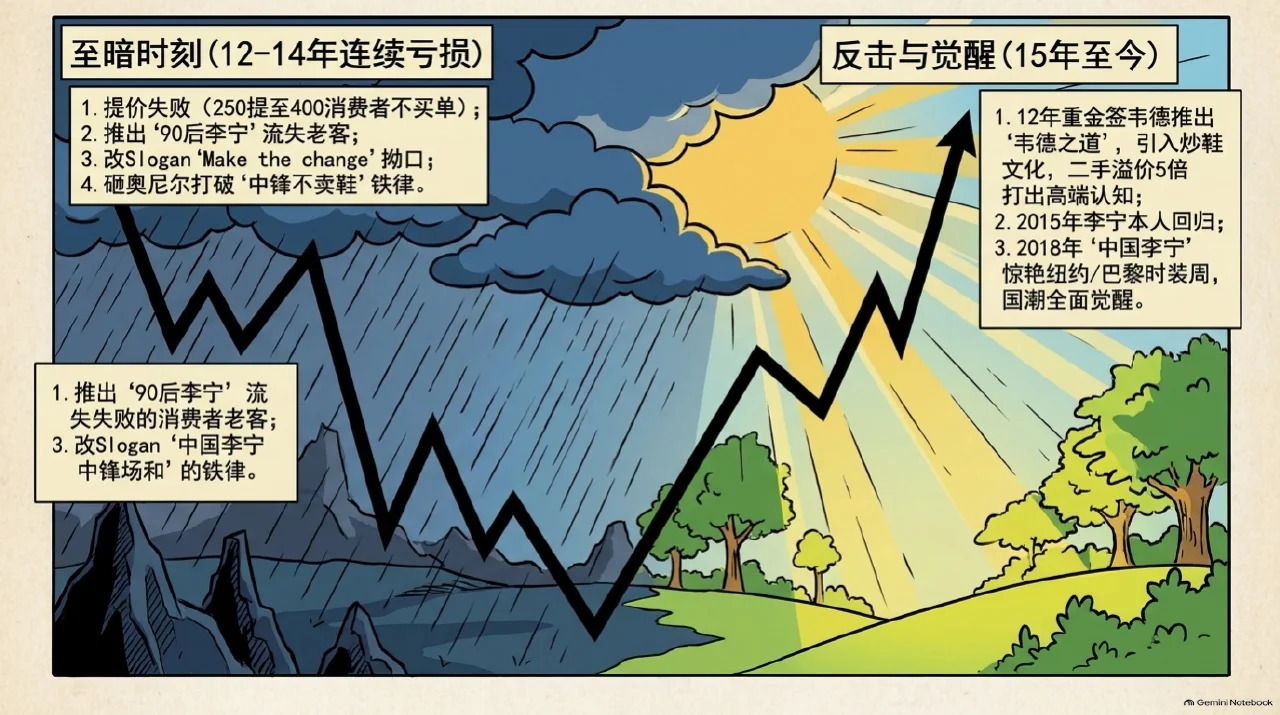 至暗时刻(12-14年连续亏损)
1. 提价失败（250提至400消费者不买单）;
2. 推出‘90后李宁’流失老客;
3. 改Slogan‘Make the change’拗口;
4. 砸奥尼尔打破‘中锋不卖鞋’铁律。
1. 推出‘90后李宁’ 流
失失败的消费者老客;
3. 改Slogan‘中国李宁
中锋场和’的铁律。
反击与觉醒(15年至今)
1. 12年重金签韦德推出
‘韦德之道’, 引入炒鞋
文化, 二手溢价5倍
打出高端认知;
2. 2015年李宁本人回归;
3. 2018年‘中国李宁’
惊艳纽约/巴黎时装周,
国潮全面觉醒。
Gemini Notebook